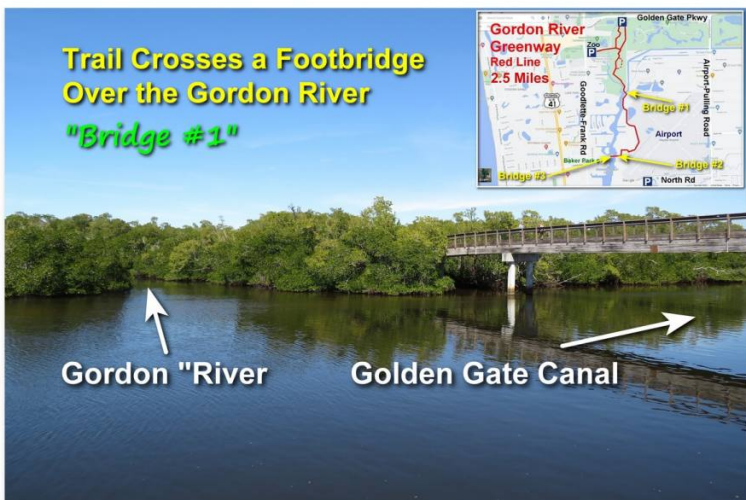 Trail Crosses a Footbridge
Over the Gordon River
"Bridge #1"
Gordon River
Greenway
Red Line
2.5 Miles
Golden Gate Pkwy
P
Zoo
P
Goodlette-Frank Rd
41
Airport-Pulling Road
Bridge #1
Airport
Baker Park
Bridge #3
Bridge #2
P
North Rd
Gordon "River
Golden Gate Canal